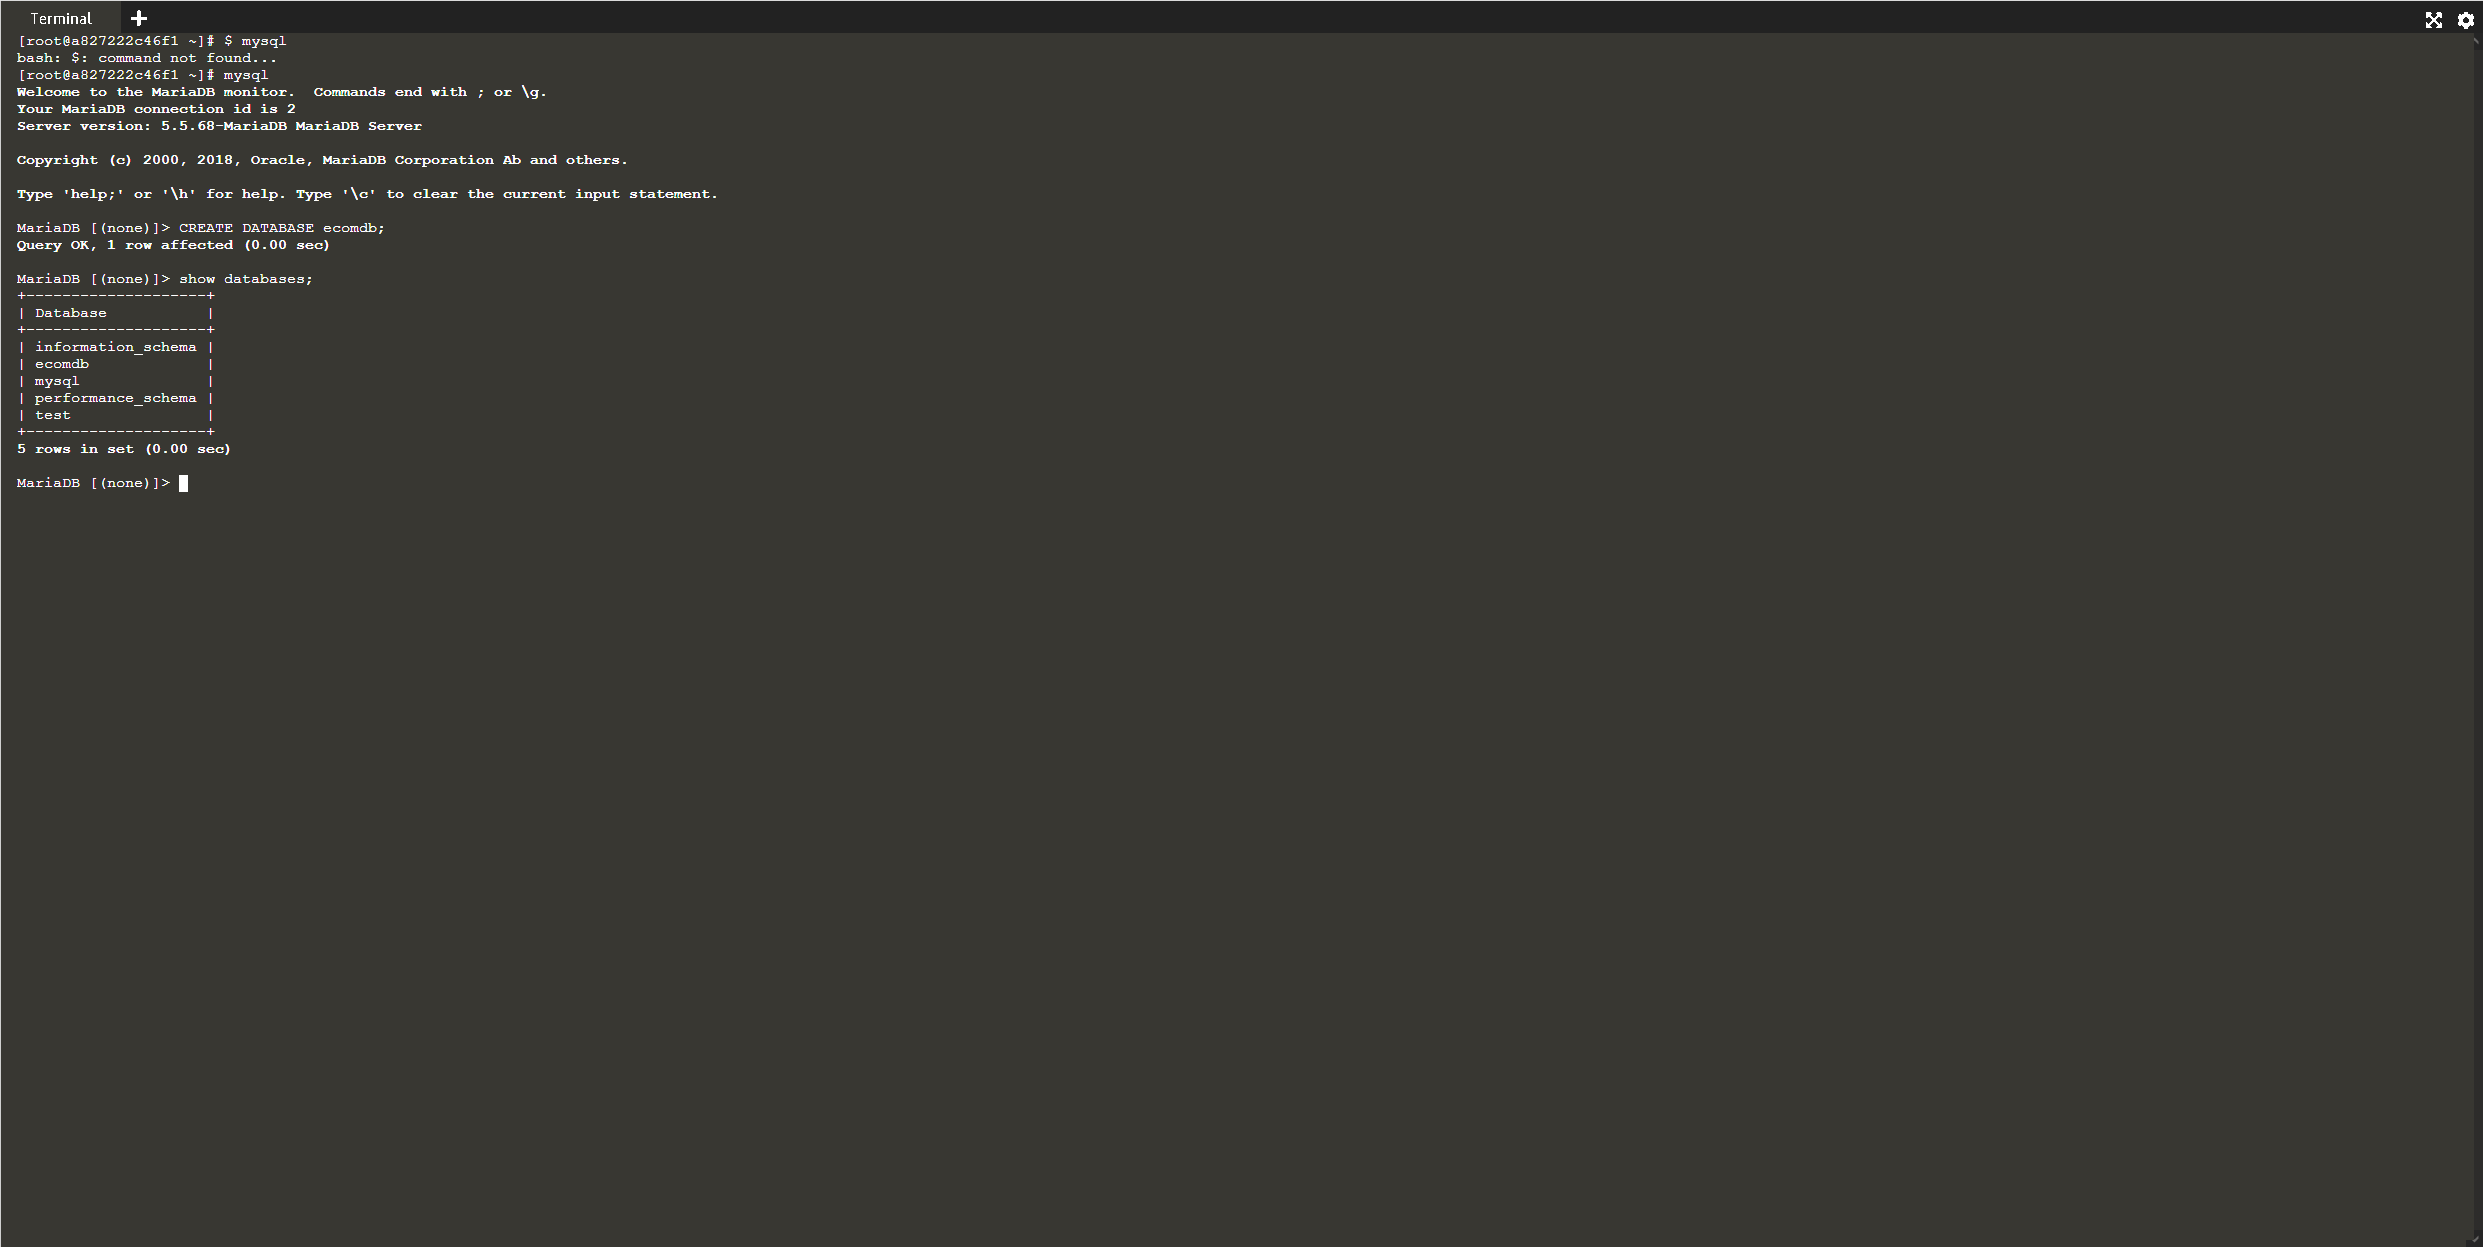 Terminal
[root@a827222c46f1 ~]# $ mysql
bash: $: command not found...
[root@a827222c46f1 ~]# mysql
Welcome to the MariaDB monitor.  Commands end with ; or \g.
Your MariaDB connection id is 2
Server version: 5.5.68-MariaDB MariaDB Server
Copyright (c) 2000, 2018, Oracle, MariaDB Corporation Ab and others.
Type 'help;' or '\h' for help. Type '\c' to clear the current input statement.
MariaDB [(none)]> CREATE DATABASE ecomdb;
Query OK, 1 row affected (0.00 sec)
MariaDB [(none)]> show databases;
+--------------------+
| Database           |
+--------------------+
| information_schema |
| ecomdb             |
| mysql              |
| performance_schema |
| test               |
+--------------------+
5 rows in set (0.00 sec)
MariaDB [(none)]>